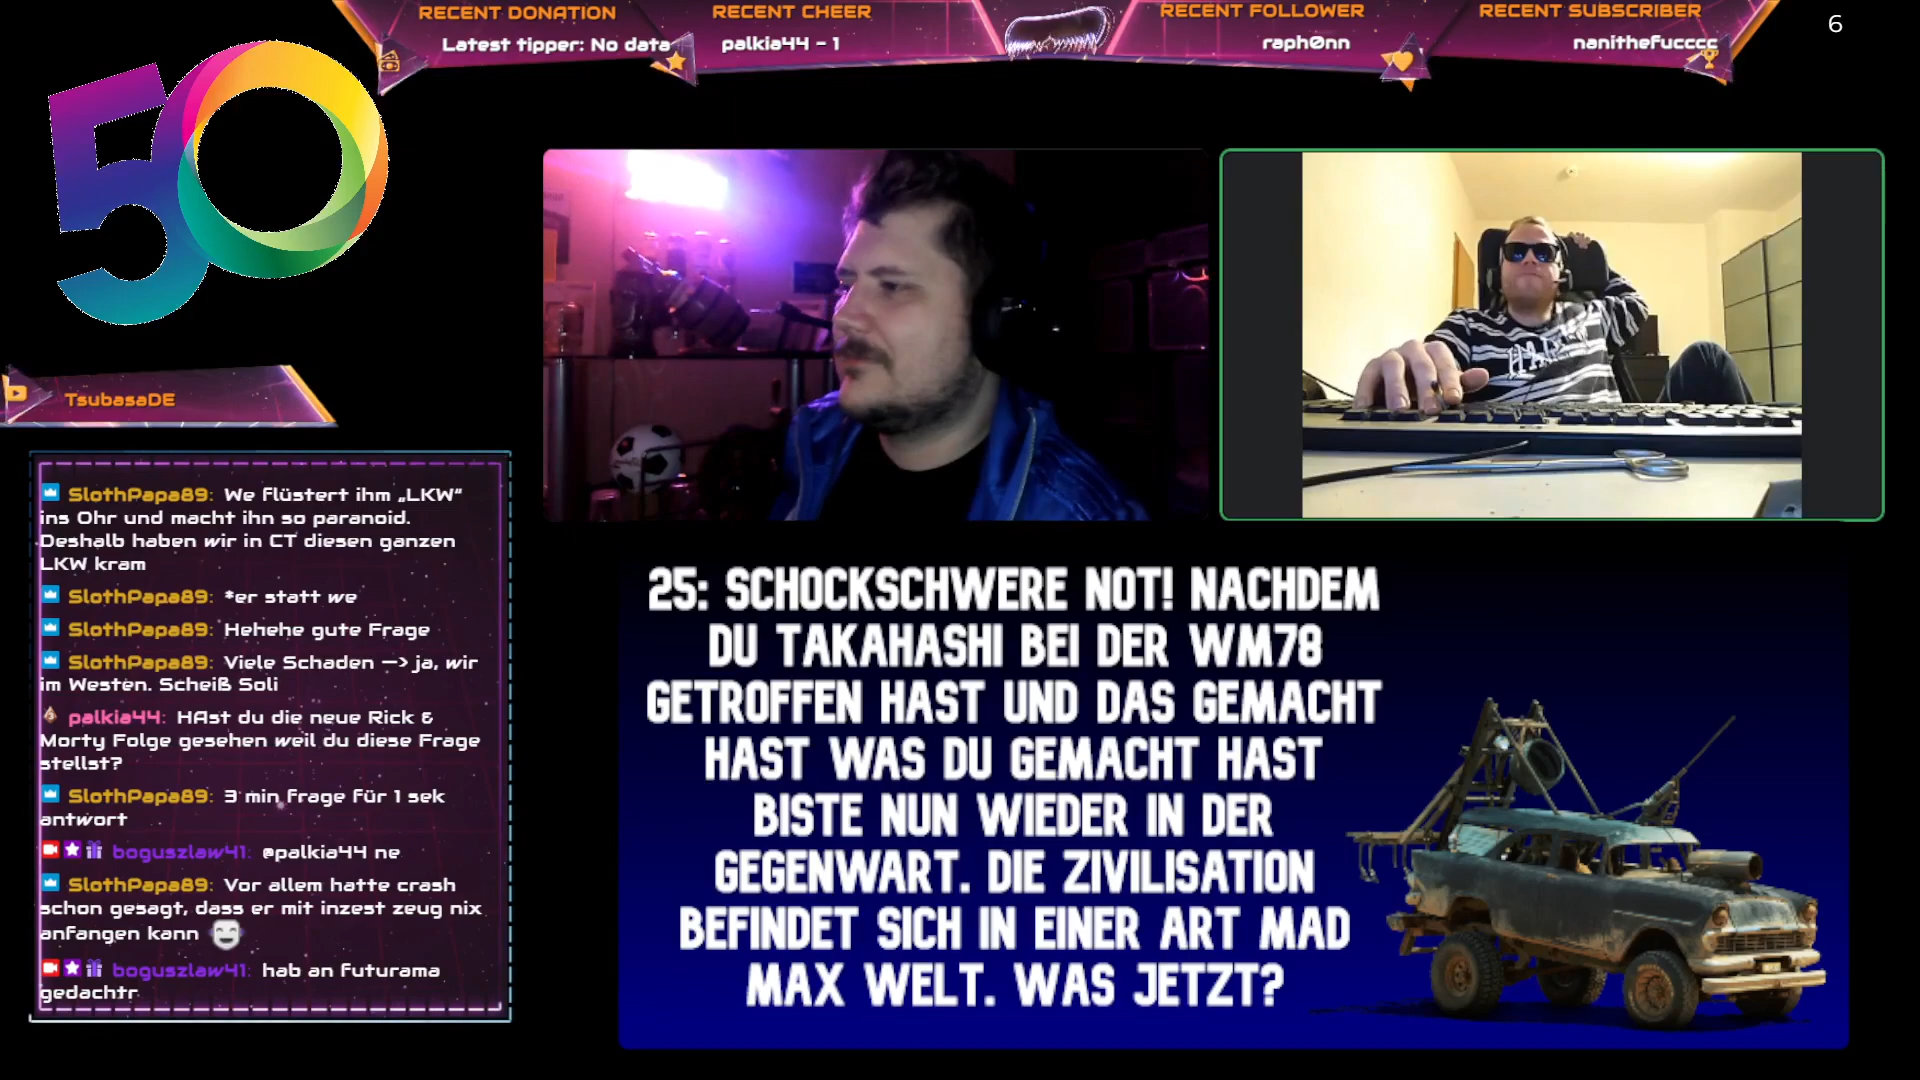 RECENT DONATION
Latest tipper: No data
RECENT CHEER
palkia44 - 1
RECENT FOLLOWER
raph0nn
RECENT SUBSCRIBER
nanithefucccc
6
50
TsubasaDE
SlothPapa89: We flüstert ihm „LKW“
ins Ohr und macht ihn so paranoid.
Deshalb haben wir in CT diesen ganzen
LKW kram
SlothPapa89: *er statt we
SlothPapa89: Hehehe gute Frage
SlothPapa89: Viele Schaden —> ja, wir
im Westen. Scheiß Soli
palkia44: HAst du die neue Rick &
Morty Folge gesehen weil du diese Frage
stellst?
SlothPapa89: 3 min Frage für 1 sek
antwort
boguszlaw41: @palkia44 ne
SlothPapa89: Vor allem hatte crash
schon gesagt, dass er mit inzest zeug nix
anfangen kann
boguszlaw41: hab an futurama
gedachtr
25: SCHOCKSCHWERE NOT! NACHDEM
DU TAKAHASHI BEI DER WM78
GETROFFEN HAST UND DAS GEMACHT
HAST WAS DU GEMACHT HAST
BISTE NUN WIEDER IN DER
GEGENWART. DIE ZIVILISATION
BEFINDET SICH IN EINER ART MAD
MAX WELT. WAS JETZT?